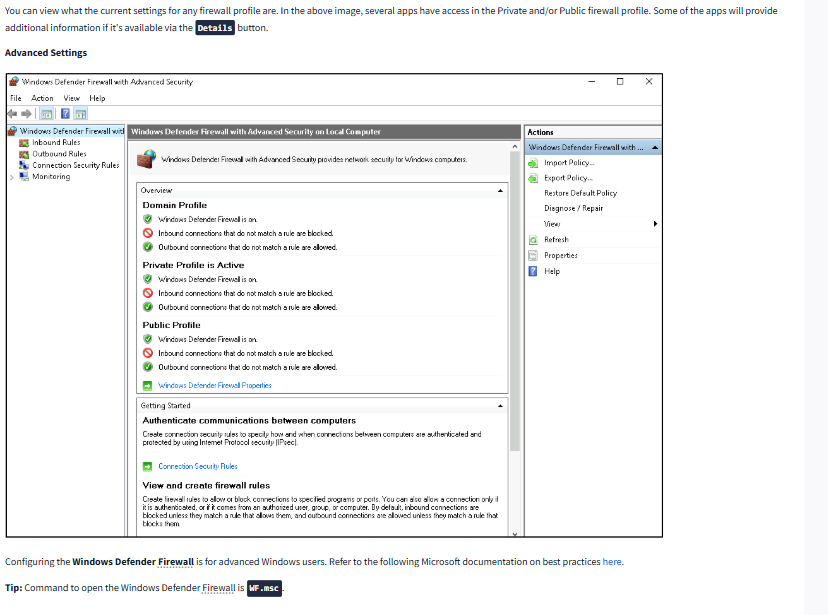 You can view what the current settings for any firewall profile are. In the above image, several apps have access in the Private and/or Public firewall profile. Some of the apps will provide
additional information if it's available via the Details button.
Advanced Settings
Windows Defender Firewall with Advanced Security
File Action View Help
Windows Defender Firewall witl
Inbound Rules
Outbound Rules
Connection Security Rules
Monitoring
Windows Defender Firewall with Advanced Security on Local Computer
Windows Defender Firewall with Advanced Security provides network security for Windows computers.
Overview
Domain Profile
Windows Defender Firewall is on.
Inbound connections that do not match a rule are blocked.
Outbound connections that do not match a rule are allowed.
Private Profile is Active
Windows Defender Firewall is on.
Inbound connections that do not match a rule are blocked.
Outbound connections that do not match a rule are allowed.
Public Profile
Windows Defender Firewall is on.
Inbound connections that do not match a rule are blocked.
Outbound connections that do not match a rule are allowed.
Windows Defender Firewall Properties
Getting Started
Authenticate communications between computers
Create connection security rules to specify how and when connections between computers are authenticated and
protected by using Internet Protocol security (IPsec).
Connection Security Rules
View and create firewall rules
Create firewall rules to allow or block connections to specified programs or ports. You can also allow a connection only if
it is authenticated, or if it comes from an authorized user, group, or computer. By default, inbound connections are
blocked unless they match a rule that allows them, and outbound connections are allowed unless they match a rule that
blocks them.
Actions
Windows Defender Firewall with ...
Import Policy...
Export Policy...
Restore Default Policy
Diagnose / Repair
View
Refresh
Properties
Help
Configuring the Windows Defender Firewall is for advanced Windows users. Refer to the following Microsoft documentation on best practices here.
Tip: Command to open the Windows Defender Firewall is WF.msc.